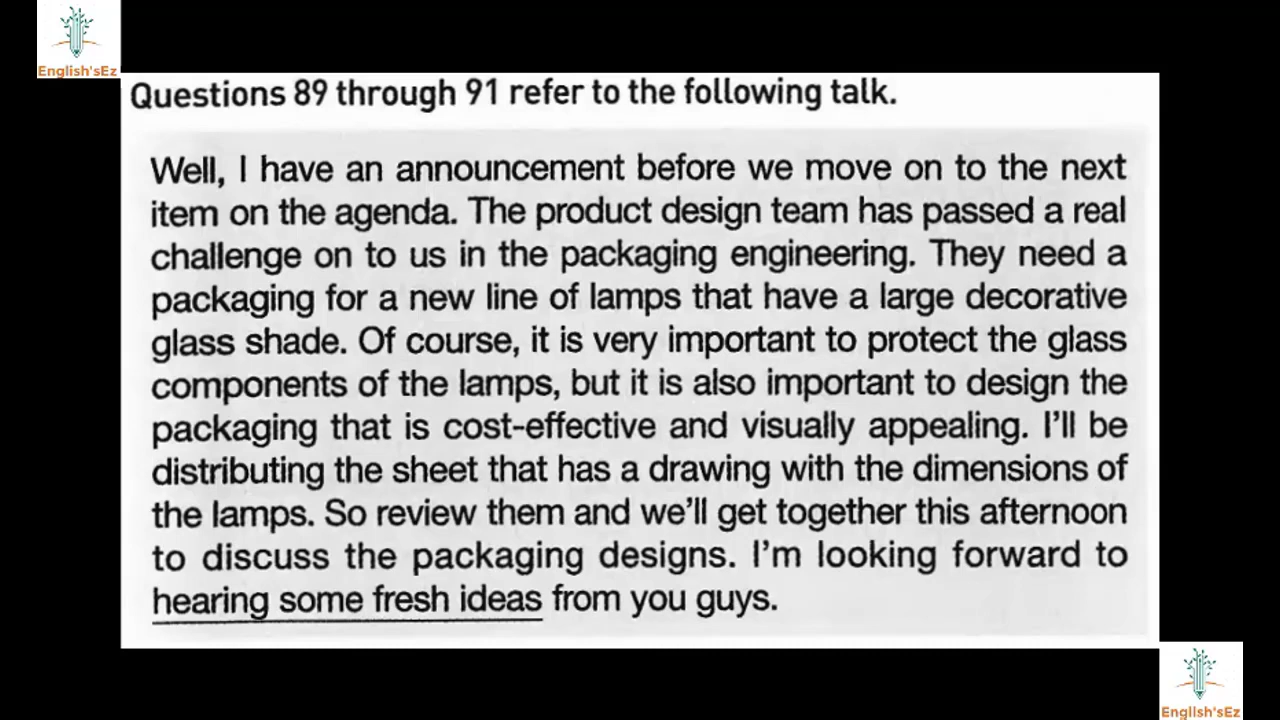 English'sEz
Questions 89 through 91 refer to the following talk.
Well, I have an announcement before we move on to the next
item on the agenda. The product design team has passed a real
challenge on to us in the packaging engineering. They need a
packaging for a new line of lamps that have a large decorative
glass shade. Of course, it is very important to protect the glass
components of the lamps, but it is also important to design the
packaging that is cost-effective and visually appealing. I'll be
distributing the sheet that has a drawing with the dimensions of
the lamps. So review them and we'll get together this afternoon
to discuss the packaging designs. I'm looking forward to
hearing some fresh ideas from you guys.
English'sEz